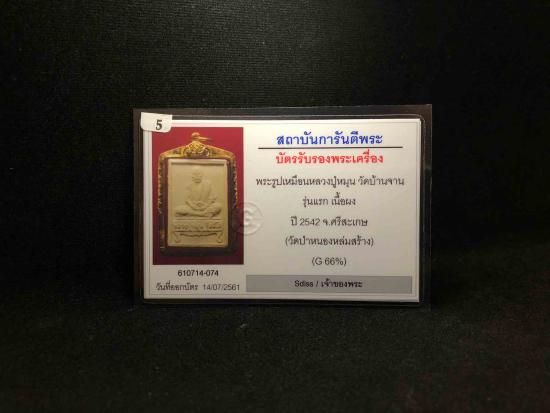 5
สถาบันการันตีพระ
บัตรรับรองพระเครื่อง
พระรูปเหมือนหลวงปู่หมุน วัดบ้านจาน
รุ่นแรก เนื้อผง
ปี 2542 จ.ศรีสะเกษ
(วัดป่าหนองหล่มสร้าง)
(G 66%)
610714-074
วันที่ออกบัตร 14/07/2561
Sdiss / เจ้าของพระ